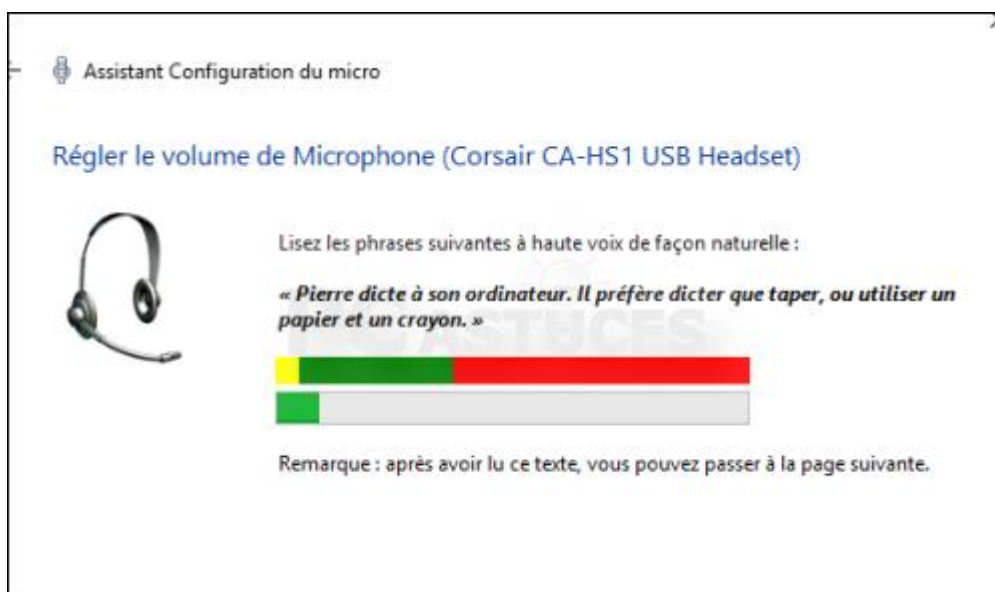 Assistant Configuration du micro
Régler le volume de Microphone (Corsair CA-HS1 USB Headset)
Lisez les phrases suivantes à haute voix de façon naturelle :
« Pierre dicte à son ordinateur. Il préfère dicter que taper, ou utiliser un
papier et un crayon. »
ASTUCES
Remarque : après avoir lu ce texte, vous pouvez passer à la page suivante.